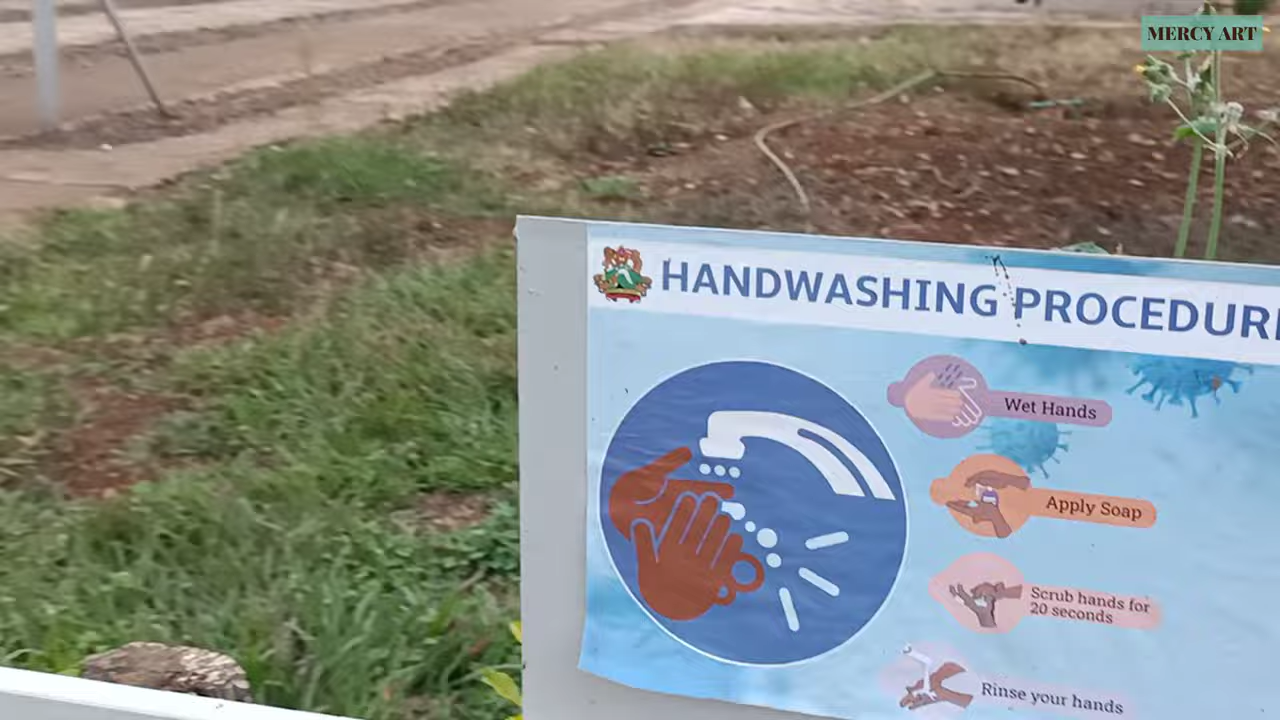 MERCY ART
HANDWASHING PROCEDUR
Wet Hands
Apply Soap
Scrub hands for
20 seconds
Rinse your hands